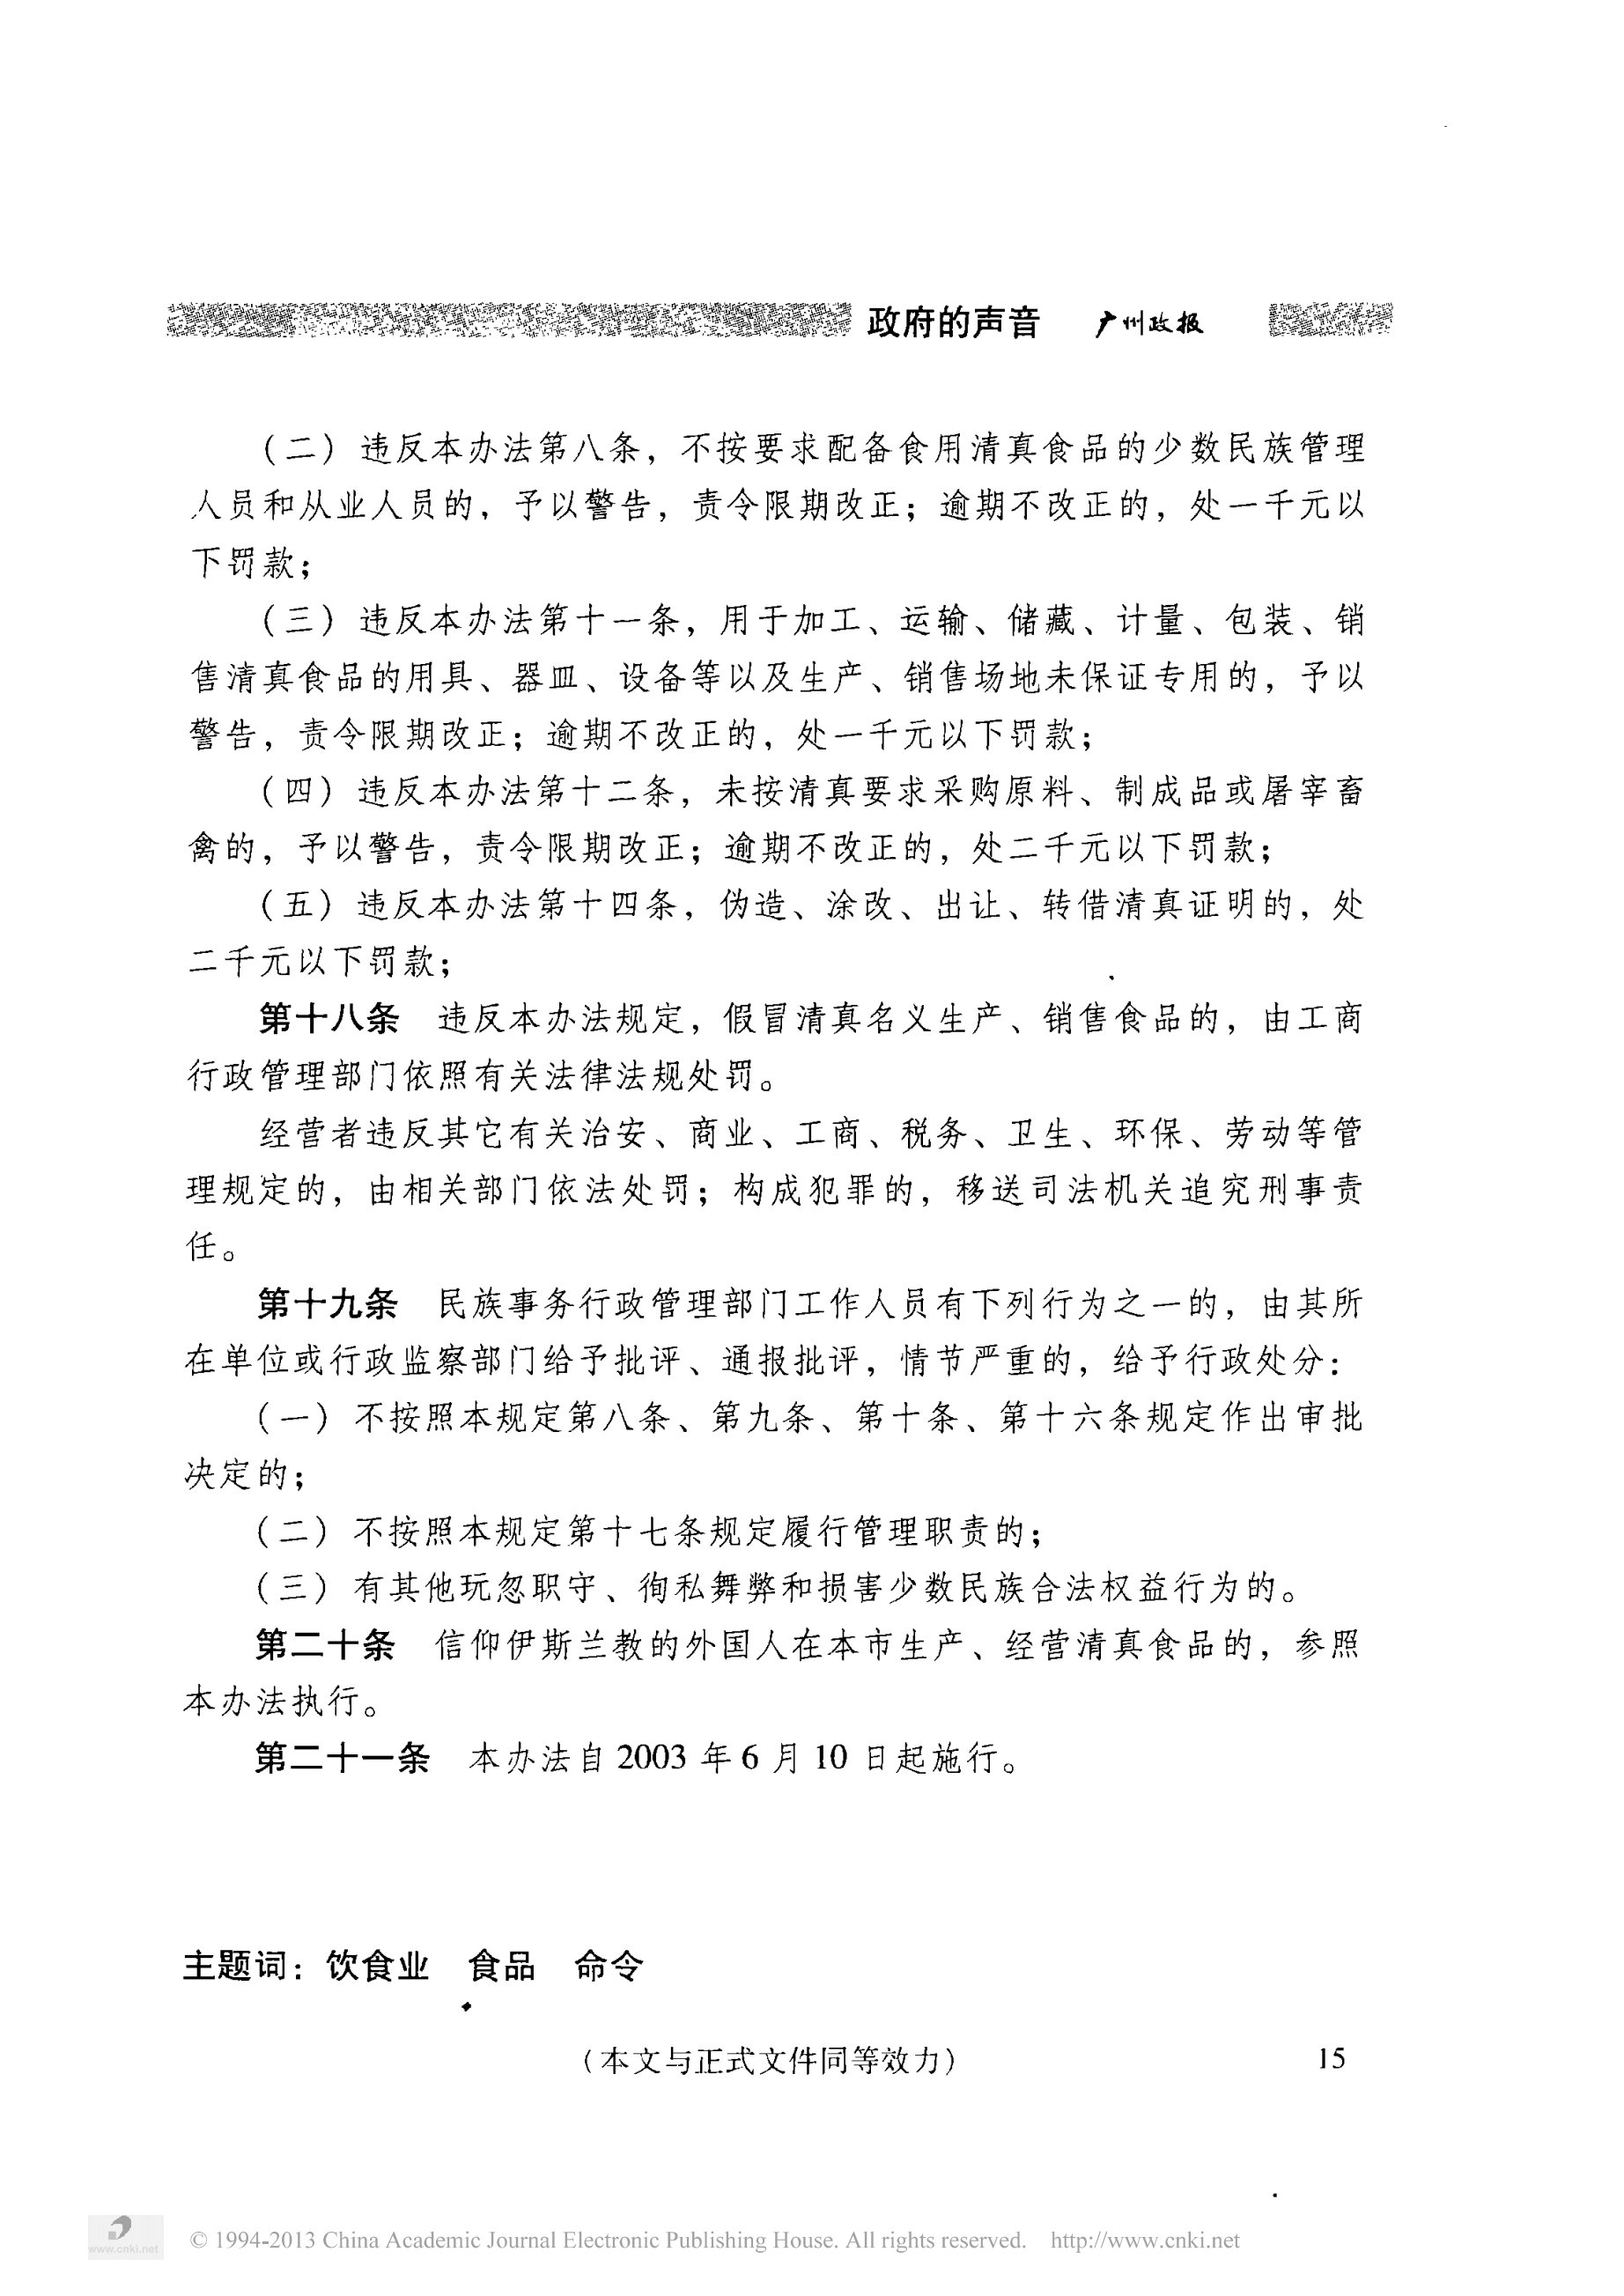 政府的声音 广州政报
（二）违反本办法第八条，不按要求配备食用清真食品的少数民族管理
人员和从业人员的，予以警告，责令限期改正；逾期不改正的，处一千元以
下罚款；
（三）违反本办法第十一条，用于加工、运输、储藏、计量、包装、销
售清真食品的用具、器皿、设备等以及生产、销售场地未保证专用的，予以
警告，责令限期改正；逾期不改正的，处一千元以下罚款；
（四）违反本办法第十二条，未按清真要求采购原料、制成品或屠宰畜
禽的，予以警告，责令限期改正；逾期不改正的，处二千元以下罚款；
（五）违反本办法第十四条，伪造、涂改、出让、转借清真证明的，处
二千元以下罚款；
第十八条 违反本办法规定，假冒清真名义生产、销售食品的，由工商
行政管理部门依照有关法律法规处罚。
经营者违反其它有关治安、商业、工商、税务、卫生、环保、劳动等管
理规定的，由相关部门依法处罚；构成犯罪的，移送司法机关追究刑事责
任。
第十九条 民族事务行政管理部门工作人员有下列行为之一的，由其所
在单位或行政监察部门给予批评、通报批评，情节严重的，给予行政处分：
（一）不按照本规定第八条、第九条、第十条、第十六条规定作出审批
决定的；
（二）不按照本规定第十七条规定履行管理职责的；
（三）有其他玩忽职守、徇私舞弊和损害少数民族合法权益行为的。
第二十条 信仰伊斯兰教的外国人在本市生产、经营清真食品的，参照
本办法执行。
第二十一条 本办法自 2003 年 6 月 10 日起施行。
主题词：饮食业 食品 命令
（本文与正式文件同等效力） 15
www.cnki.net
© 1994-2013 China Academic Journal Electronic Publishing House. All rights reserved. http://www.cnki.net